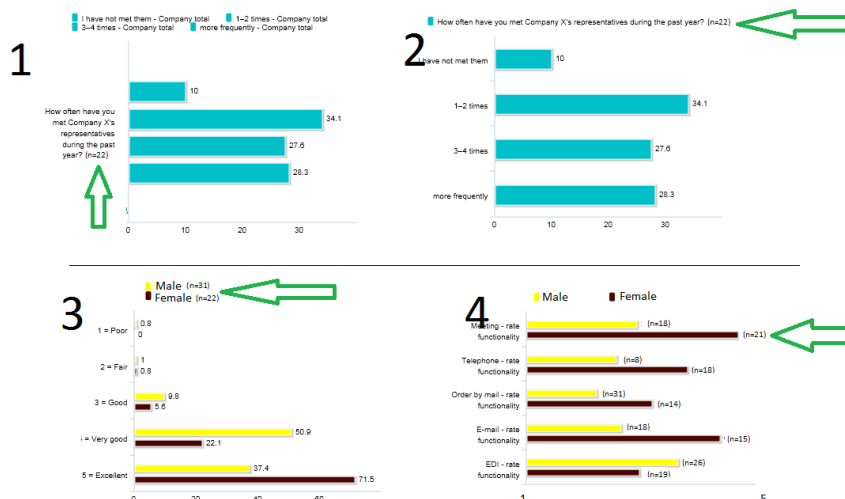 I have not met them - Company total 1–2 times - Company total
3–4 times - Company total more frequently - Company total
1
How often have you
met Company X's
representatives
during the past
year? (n=22)
10
34.1
27.6
28.3
0 10 20 30
How often have you met Company X's representatives during the past year? (n=22)
2
I have not met them
10
1–2 times
34.1
3–4 times
27.6
more frequently
28.3
0 10 20 30
Male (n=31)
Female (n=22)
3
1 = Poor
0.8
0
2 = Fair
1
0.8
3 = Good
9.8
5.6
= Very good
50.9
22.1
5 = Excellent
37.4
71.5
0 20 40 60
Male Female
4
Meeting - rate
functionality
(n=18)
(n=21)
Telephone - rate
functionality
(n=8)
(n=18)
Order by mail - rate
functionality
(n=31)
(n=14)
E-mail - rate
functionality
(n=18)
(n=15)
EDI - rate
functionality
(n=26)
(n=19)
1 5